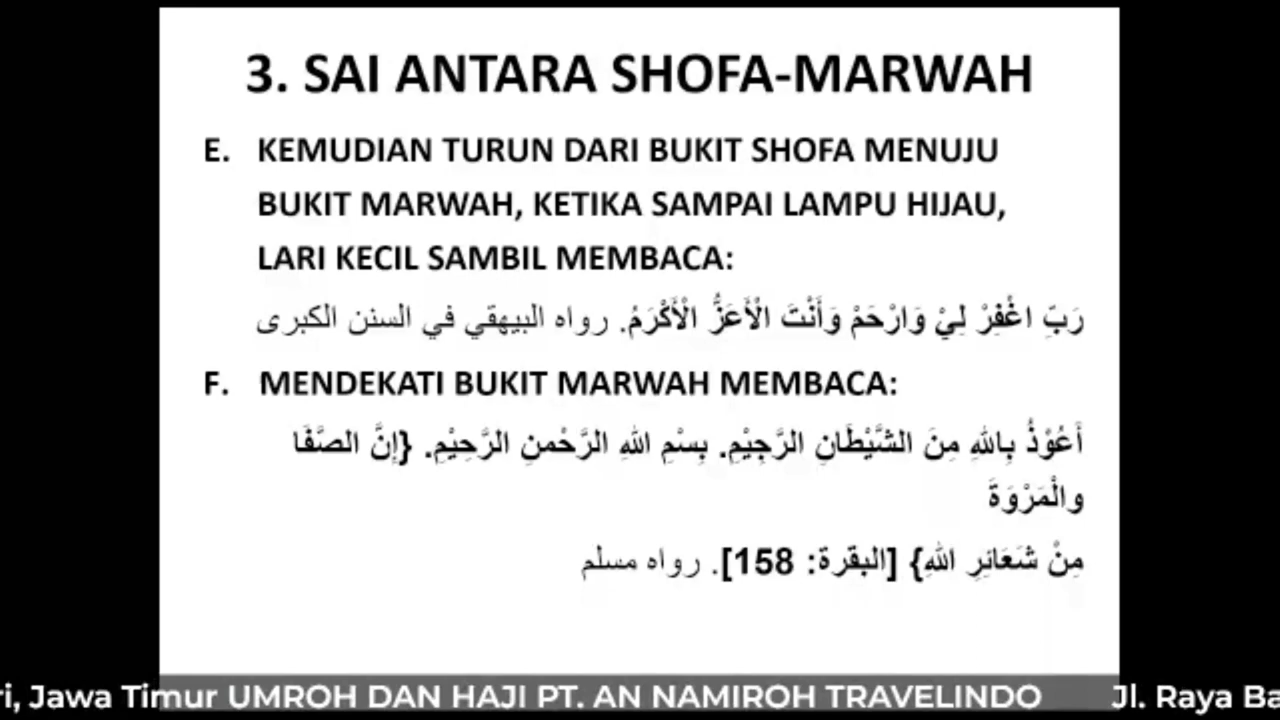 3. SAI ANTARA SHOFA-MARWAH
E. KEMUDIAN TURUN DARI BUKIT SHOFA MENUJU
BUKIT MARWAH, KETIKA SAMPAI LAMPU HIJAU,
LARI KECIL SAMBIL MEMBACA:
رَبِّ اغْفِرْ لِيْ وَارْحَمْ وَأَنْتَ الْأَعَزُّ الْأَكْرَمُ. رواه البيهقي في السنن الكبرى
F. MENDEKATI BUKIT MARWAH MEMBACA:
أَعُوْذُ بِاللهِ مِنَ الشَّيْطَانِ الرَّجِيْمِ. بِسْمِ اللهِ الرَّحْمنِ الرَّحِيْمِ. {إِنَّ الصَّفَا
والْمَرْوَةَ
مِنْ شَعَائِرِ اللهِ} [البقرة: 158]. رواه مسلم
ri, Jawa Timur UMROH DAN HAJI PT. AN NAMIROH TRAVELINDO Jl. Raya Ba